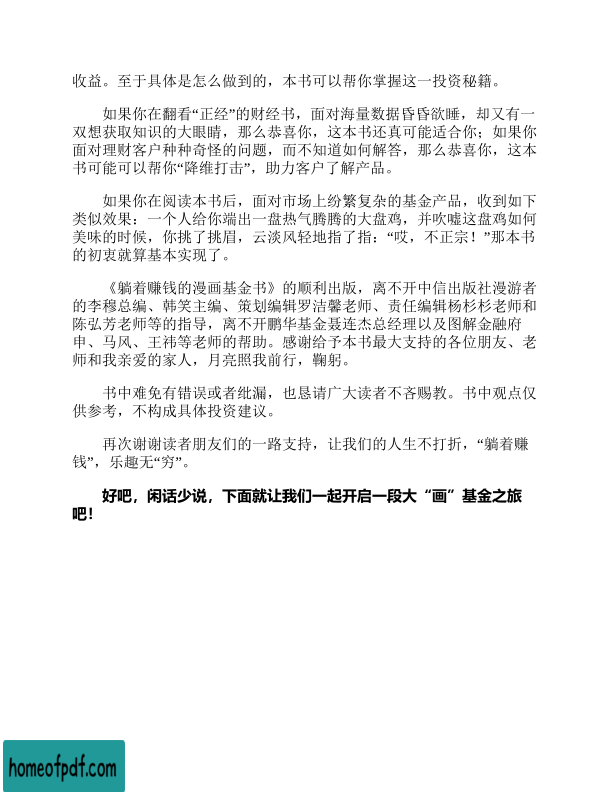 收益。至于具体是怎么做到的，本书可以帮你掌握这一投资秘籍。
如果你在翻看“正经”的财经书，面对海量数据昏昏欲睡，却又有一
双想获取知识的大眼睛，那么恭喜你，这本书还真可能适合你；如果你
面对理财客户种种奇怪的问题，而不知道如何解答，那么恭喜你，这本
书可能可以帮你“降维打击”，助力客户了解产品。
如果你在阅读本书后，面对市场上纷繁复杂的基金产品，收到如下
类似效果：一个人给你端出一盘热气腾腾的大盘鸡，并吹嘘这盘鸡如何
美味的时候，你挑了挑眉，云淡风轻地指了指：“哎，不正宗！”那本书
的初衷就算基本实现了。
《躺着赚钱的漫画基金书》的顺利出版，离不开中信出版社漫游者
的李穆总编、韩笑主编、策划编辑罗洁馨老师、责任编辑杨杉杉老师和
陈弘芳老师等的指导，离不开鹏华基金聂连杰总经理以及图解金融府
申、马风、王祎等老师的帮助。感谢给予本书最大支持的各位朋友、老
师和我亲爱的家人，月亮照我前行，鞠躬。
书中难免有错误或者纰漏，也恳请广大读者不吝赐教。书中观点仅
供参考，不构成具体投资建议。
再次谢谢读者朋友们的一路支持，让我们的人生不打折，“躺着赚
钱”，乐趣无“穷”。
好吧，闲话少说，下面就让我们一起开启一段大“画”基金之旅
吧！
homeofpdf.com